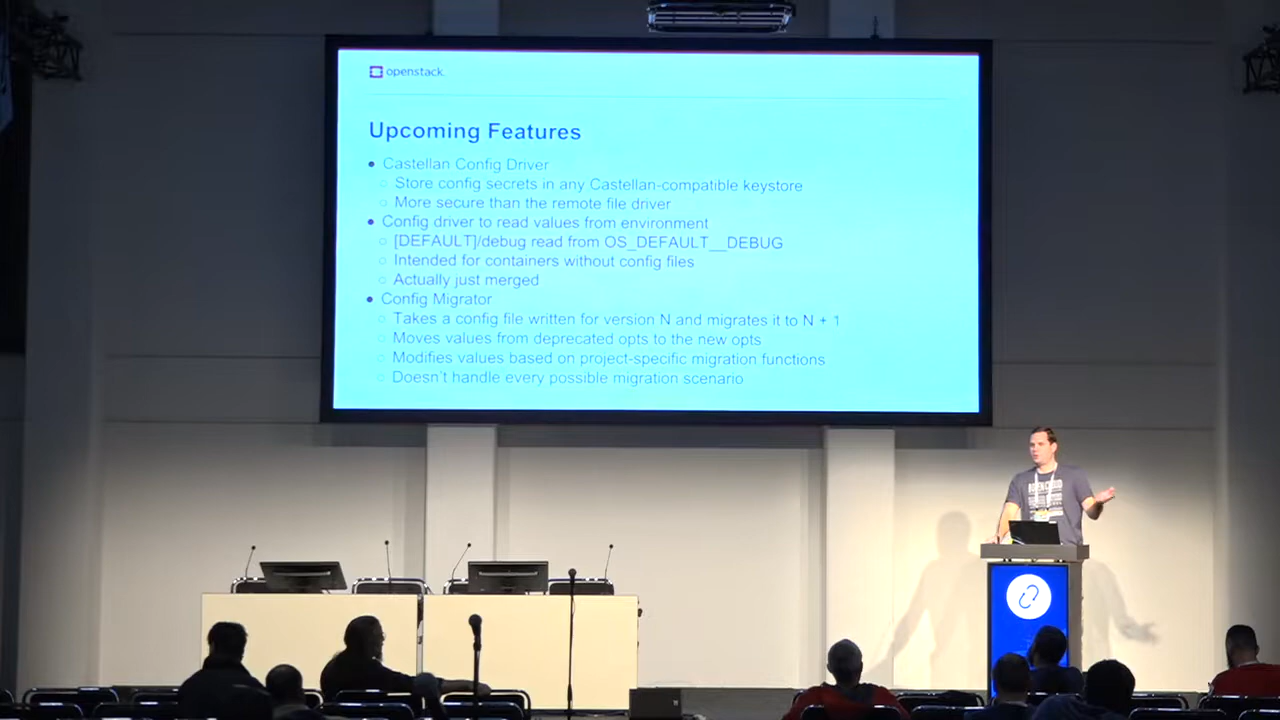 openstack.
Upcoming Features
● Castellan Config Driver
○ Store config secrets in any Castellan-compatible keystore
○ More secure than the remote file driver
● Config driver to read values from environment
○ [DEFAULT]/debug read from OS_DEFAULT__DEBUG
○ Intended for containers without config files
○ Actually just merged
● Config Migrator
○ Takes a config file written for version N and migrates it to N + 1
○ Moves values from deprecated opts to the new opts
○ Modifies values based on project-specific migration functions
○ Doesn't handle every possible migration scenario